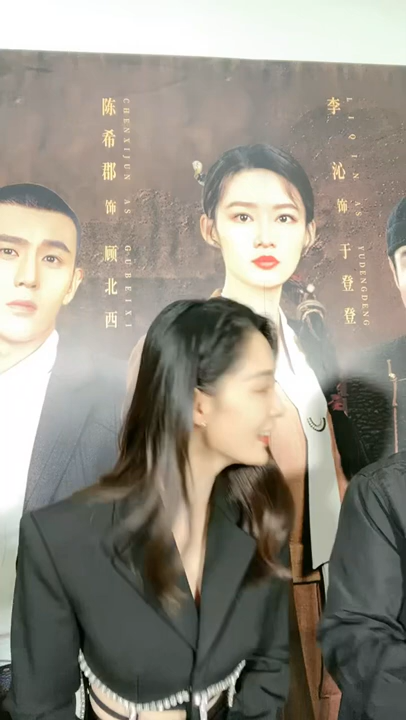 陈希郡 饰 顾北西
CHENXIJUN AS GUBEIXI
李沁 饰 于登登
LIQIN AS YUDENGDENG